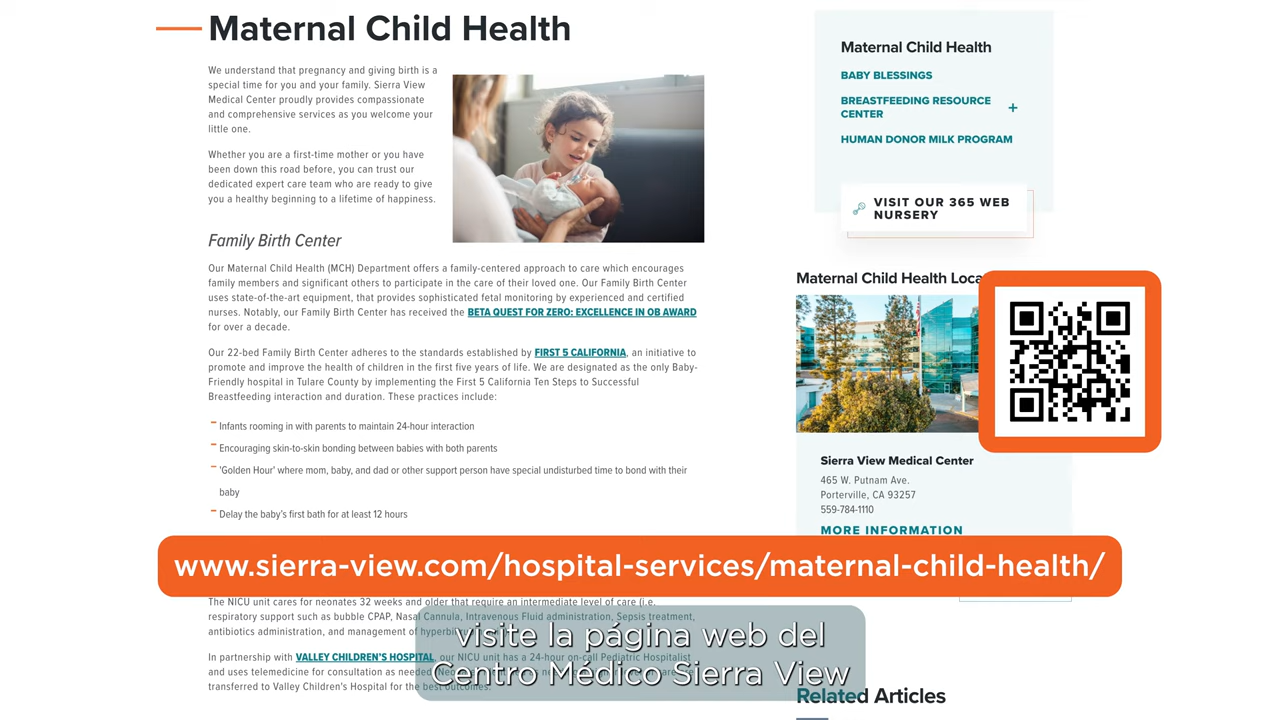 Maternal Child Health
We understand that pregnancy and giving birth is a
special time for you and your family. Sierra View
Medical Center proudly provides compassionate
and comprehensive services as you welcome your
little one.
Whether you are a first-time mother or you have
been down this road before, you can trust our
dedicated expert care team who are ready to give
you a healthy beginning to a lifetime of happiness.
Family Birth Center
Our Maternal Child Health (MCH) Department offers a family-centered approach to care which encourages
family members and significant others to participate in the care of their loved one. Our Family Birth Center
uses state-of-the-art equipment, that provides sophisticated fetal monitoring by experienced and certified
nurses. Notably, our Family Birth Center has received the BETA QUEST FOR ZERO: EXCELLENCE IN OB AWARD
for over a decade.
Our 22-bed Family Birth Center adheres to the standards established by FIRST 5 CALIFORNIA, an initiative to
promote and improve the health of children in the first five years of life. We are designated as the only Baby-
Friendly hospital in Tulare County by implementing the First 5 California Ten Steps to Successful
Breastfeeding interaction and duration. These practices include:
Infants rooming in with parents to maintain 24-hour interaction
Encouraging skin-to-skin bonding between babies with both parents
'Golden Hour' where mom, baby, and dad or other support person have special undisturbed time to bond with their
baby
Delay the baby's first bath for at least 12 hours
www.sierra-view.com/hospital-services/maternal-child-health/
The NICU unit cares for neonates 32 weeks and older that require an intermediate level of care (i.e.
respiratory support such as bubble CPAP, Nasal Cannula, Intravenous Fluid administration, Sepsis treatment,
antibiotics administration, and management of
In partnership with VALLEY CHILDREN'S HOSPITAL, our NICU unit has a 24-hour on-call Pediatric Hospitalist
and uses telemedicine for consultation as needed
transferred to Valley Children's Hospital for the best outcomes.
visite la página web del
Centro Médico Sierra View
Maternal Child Health
BABY BLESSINGS
BREASTFEEDING RESOURCE
CENTER
+
HUMAN DONOR MILK PROGRAM
VISIT OUR 365 WEB
NURSERY
Maternal Child Health
Sierra View Medical Center
465 W. Putnam Ave.
Porterville, CA 93257
559-784-1110
MORE INFORMATION
Related Articles